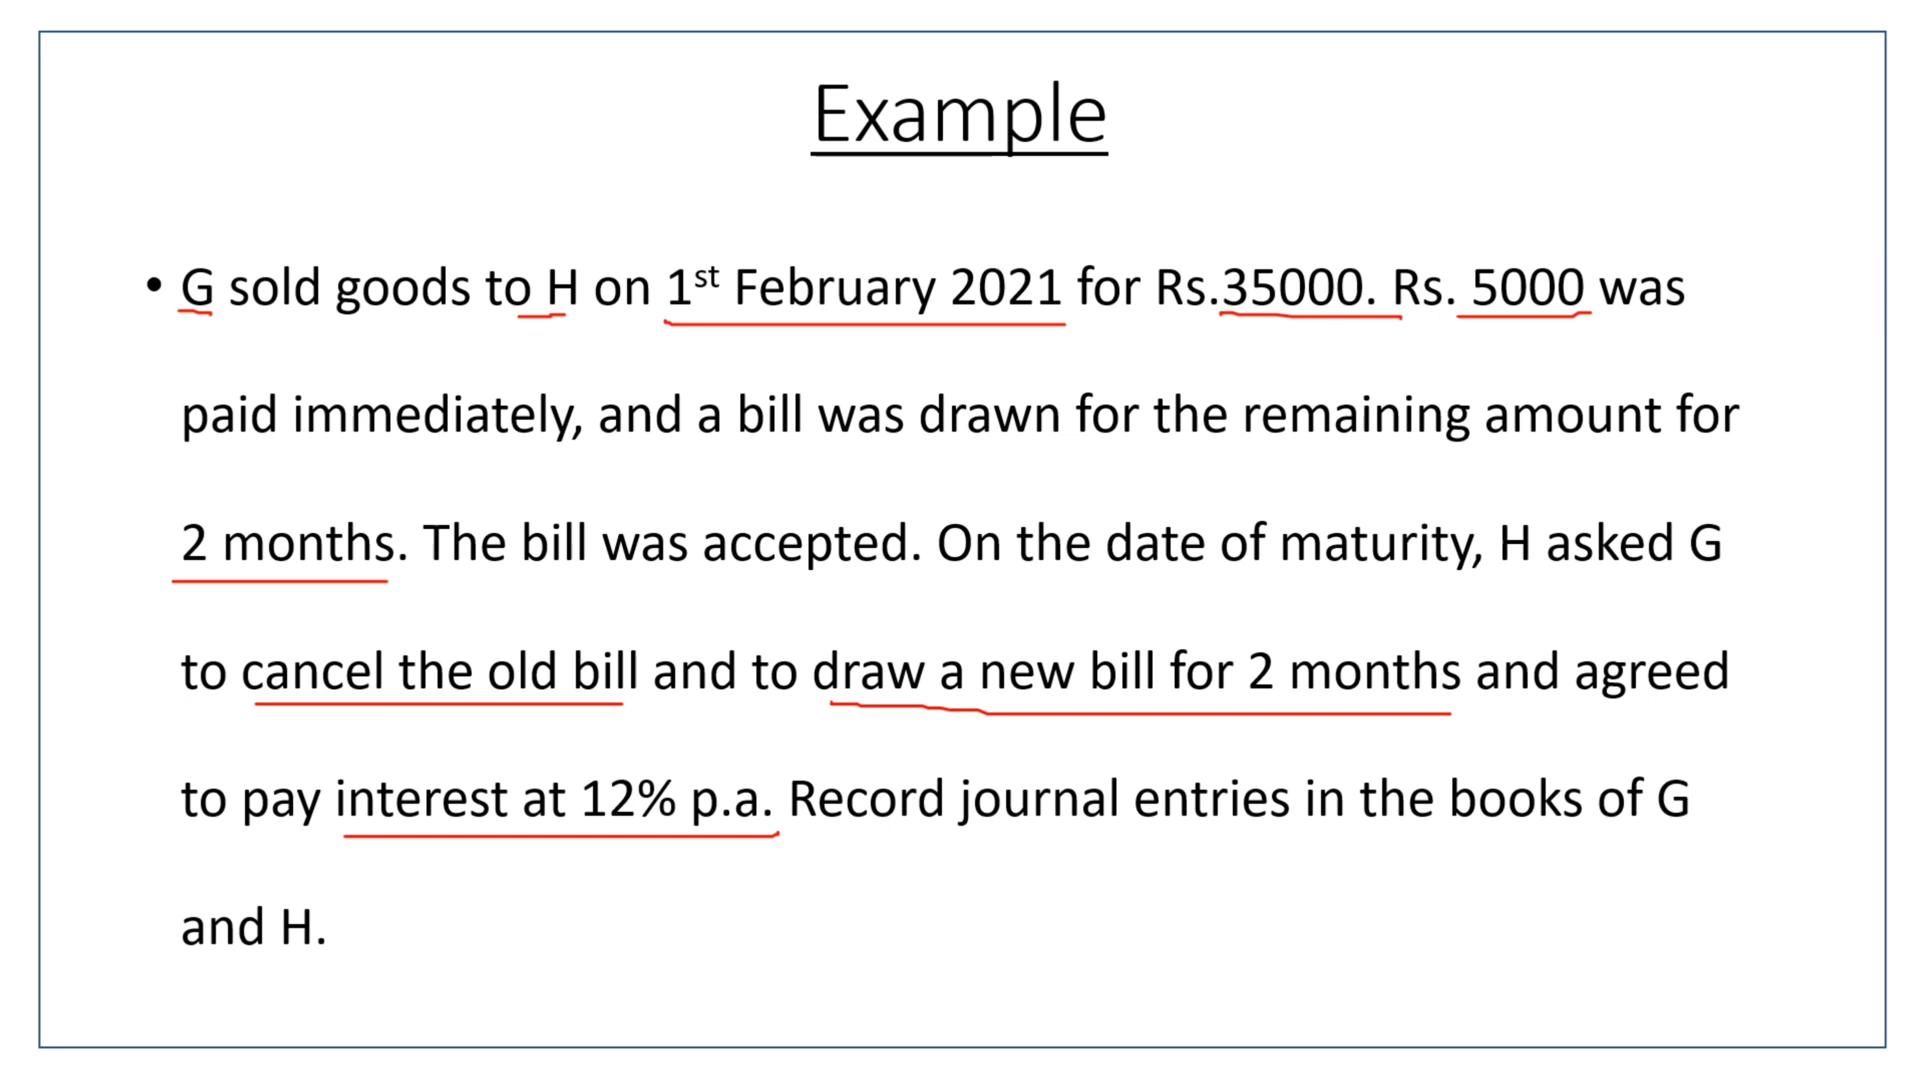 Example
• G sold goods to H on 1st February 2021 for Rs.35000. Rs. 5000 was
paid immediately, and a bill was drawn for the remaining amount for
2 months. The bill was accepted. On the date of maturity, H asked G
to cancel the old bill and to draw a new bill for 2 months and agreed
to pay interest at 12% p.a. Record journal entries in the books of G
and H.